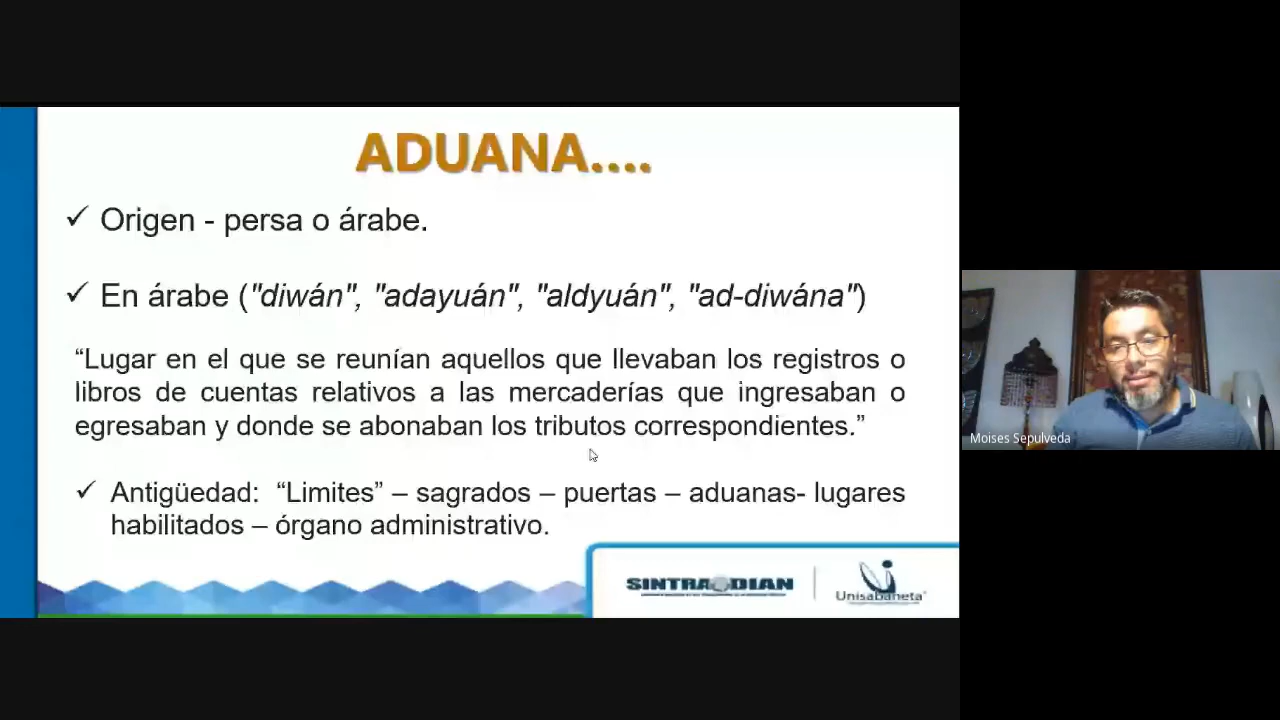 ADUANA....
✓ Origen - persa o árabe.
✓ En árabe ("diwán", "adayuán", "aldyuán", "ad-diwána")
“Lugar en el que se reunían aquellos que llevaban los registros o
libros de cuentas relativos a las mercaderías que ingresaban o
egresaban y donde se abonaban los tributos correspondientes.”
✓ Antigüedad: “Limites” – sagrados – puertas – aduanas- lugares
habilitados – órgano administrativo.
SINTRADIAN
Unisabaneta
Moises Sepulveda